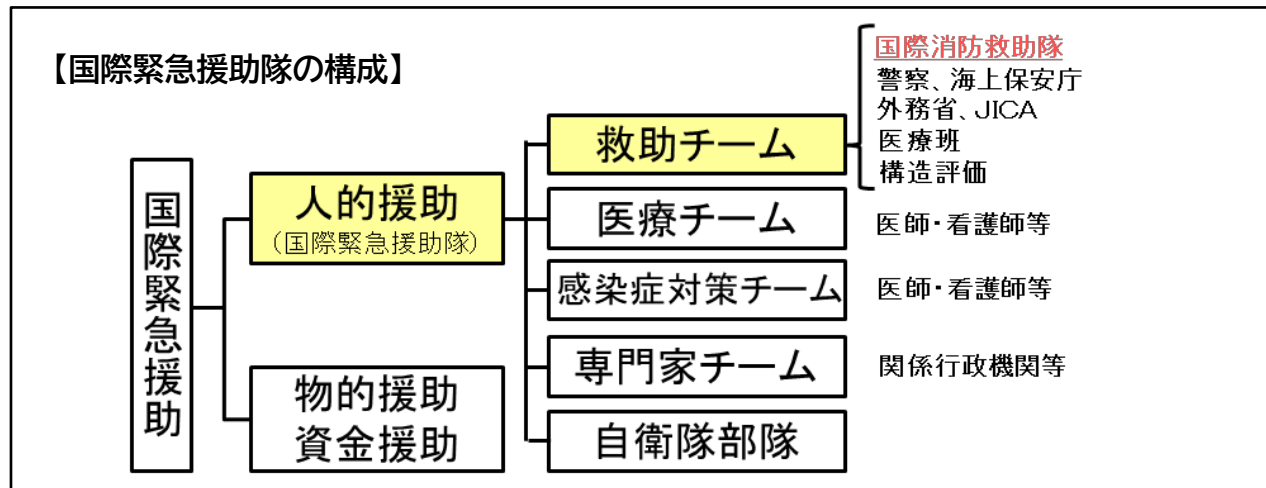 【国際緊急援助隊の構成】
国際緊急援助
人的援助
（国際緊急援助隊）
物的援助
資金援助
救助チーム
国際消防救助隊
警察、海上保安庁
外務省、JICA
医療班
構造評価
医療チーム
医師・看護師等
感染症対策チーム
医師・看護師等
専門家チーム
関係行政機関等
自衛隊部隊